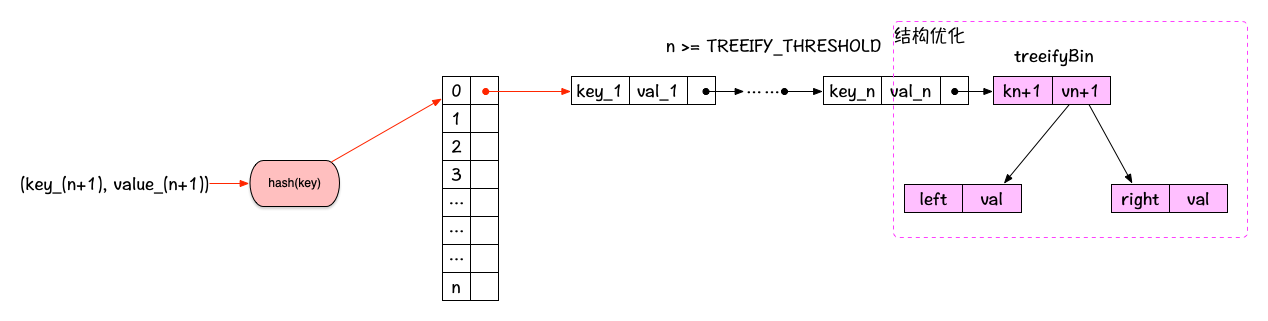 n >= TREEIFY_THRESHOLD
结构优化
treeifyBin
(key_(n+1), value_(n+1))
hash(key)
0
1
2
3
...
...
...
n
key_1 val_1
... ...
key_n val_n
kn+1 vn+1
left val
right val